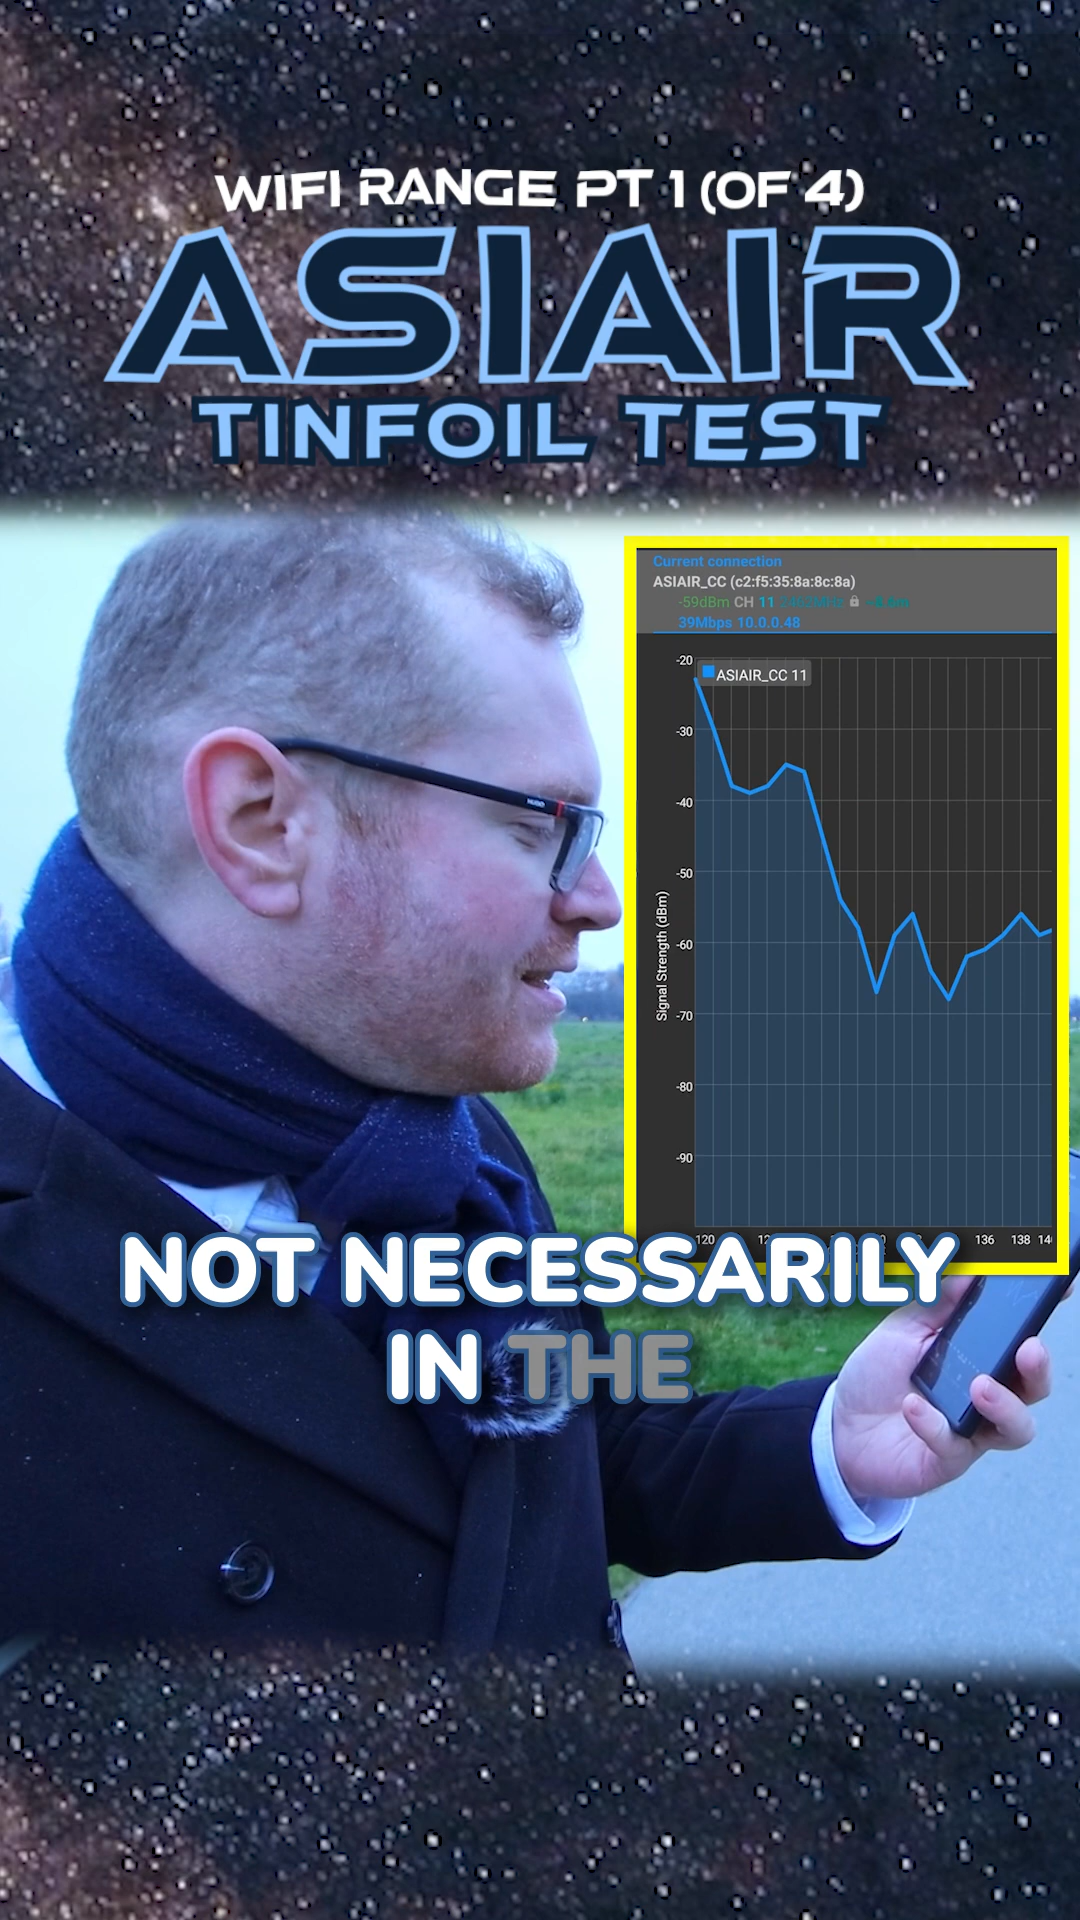 WIFI RANGE PT 1 (OF 4)
ASIAIR
TINFOIL TEST
Current connection
ASIAIR_CC (c2:f5:35:8a:8c:8a)
-59dBm CH 11 2462MHz
39Mbps 10.0.0.48
ASIAIR_CC 11
-20
-30
-40
-50
-60
-70
-80
-90
Signal Strength (dBm)
120
136 138
NOT NECESSARILY
IN THE